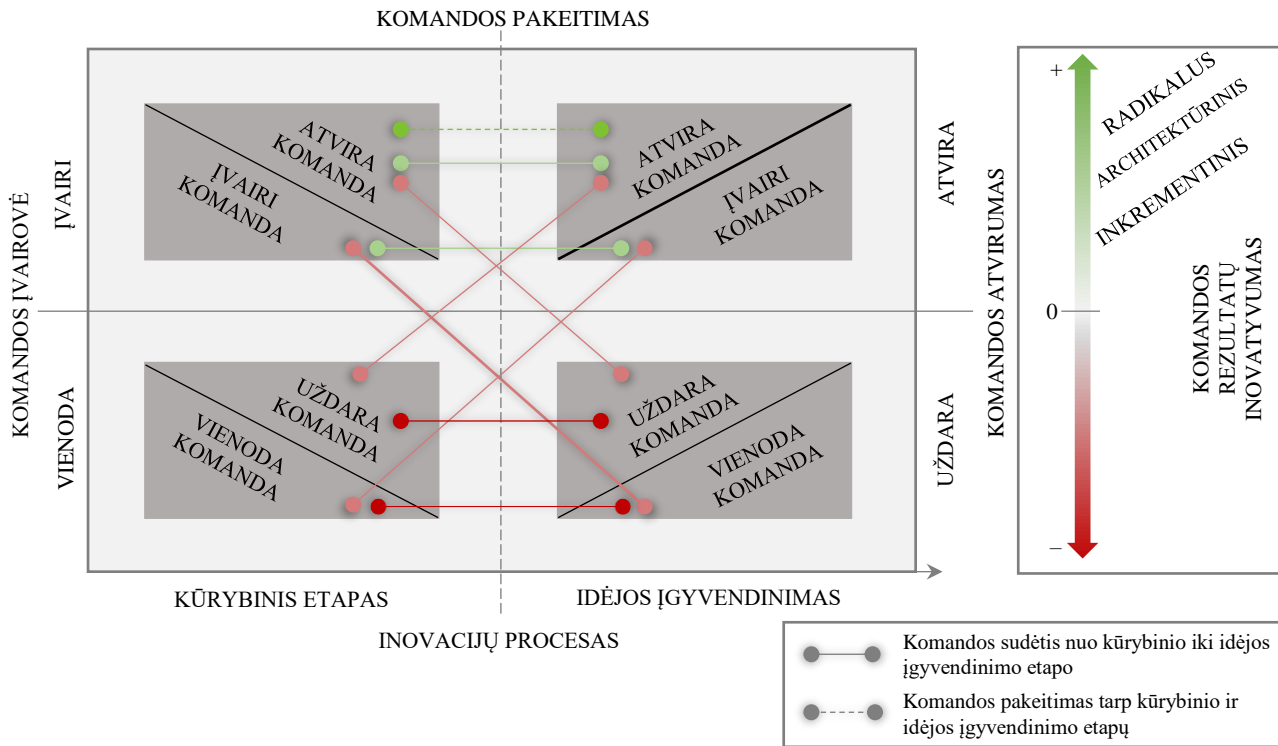 KOMANDOS PAKEITIMAS
KOMANDOS ĮVAIROVĖ
ĮVAIRI
VIENODA
ATVIRA
KOMANDA
ĮVAIRI
KOMANDA
ATVIRA
KOMANDA
ĮVAIRI
KOMANDA
UŽDARA
KOMANDA
VIENODA
KOMANDA
UŽDARA
KOMANDA
VIENODA
KOMANDA
ATVIRA
UŽDARA
KOMANDOS ATVIRUMAS
+
0
−
RADIKALUS
ARCHITEKTŪRINIS
INKREMENTINIS
KOMANDOS
REZULTATŲ
INOVATYVUMAS
KŪRYBINIS ETAPAS
IDĖJOS ĮGYVENDINIMAS
INOVACIJŲ PROCESAS
Komandos sudėtis nuo kūrybinio iki idėjos
įgyvendinimo etapo
Komandos pakeitimas tarp kūrybinio ir
idėjos įgyvendinimo etapų